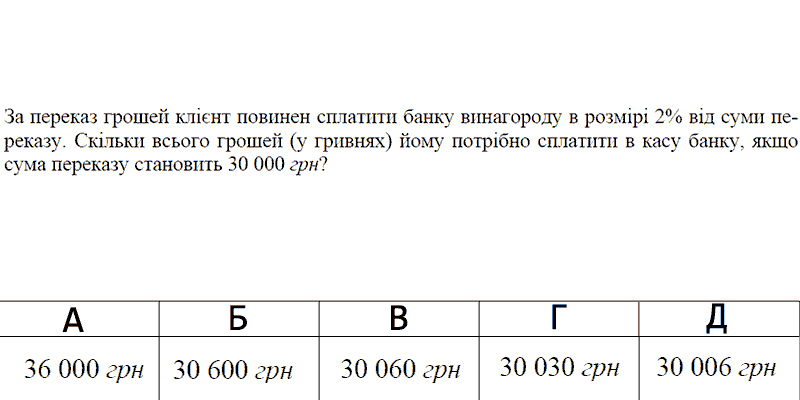 За переказ грошей клієнт повинен сплатити банку винагороду в розмірі 2% від суми пе-
реказу. Скільки всього грошей (у гривнях) йому потрібно сплатити в касу банку, якщо
сума переказу становить 30 000 грн?
А Б В Г Д
36 000 грн 30 600 грн 30 060 грн 30 030 грн 30 006 грн